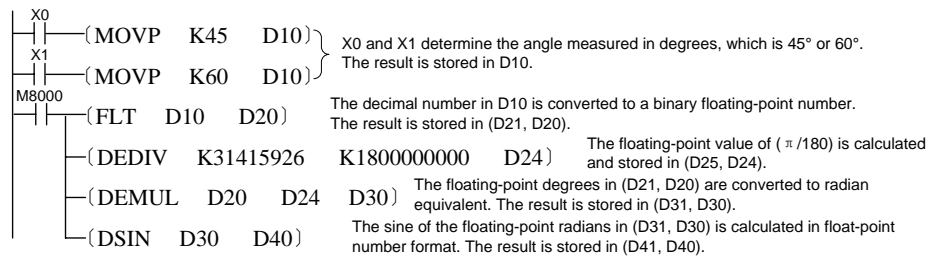 X0
(MOVP K45 D10)
X0 and X1 determine the angle measured in degrees, which is 45° or 60°.
The result is stored in D10.
X1
(MOVP K60 D10)
M8000
(FLT D10 D20)
The decimal number in D10 is converted to a binary floating-point number.
The result is stored in (D21, D20).
(DEDIV K31415926 K1800000000 D24)
The floating-point value of (π/180) is calculated
and stored in (D25, D24).
(DEMUL D20 D24 D30)
The floating-point degrees in (D21, D20) are converted to radian
equivalent. The result is stored in (D31, D30).
(DSIN D30 D40)
The sine of the floating-point radians in (D31, D30) is calculated in float-point
number format. The result is stored in (D41, D40).